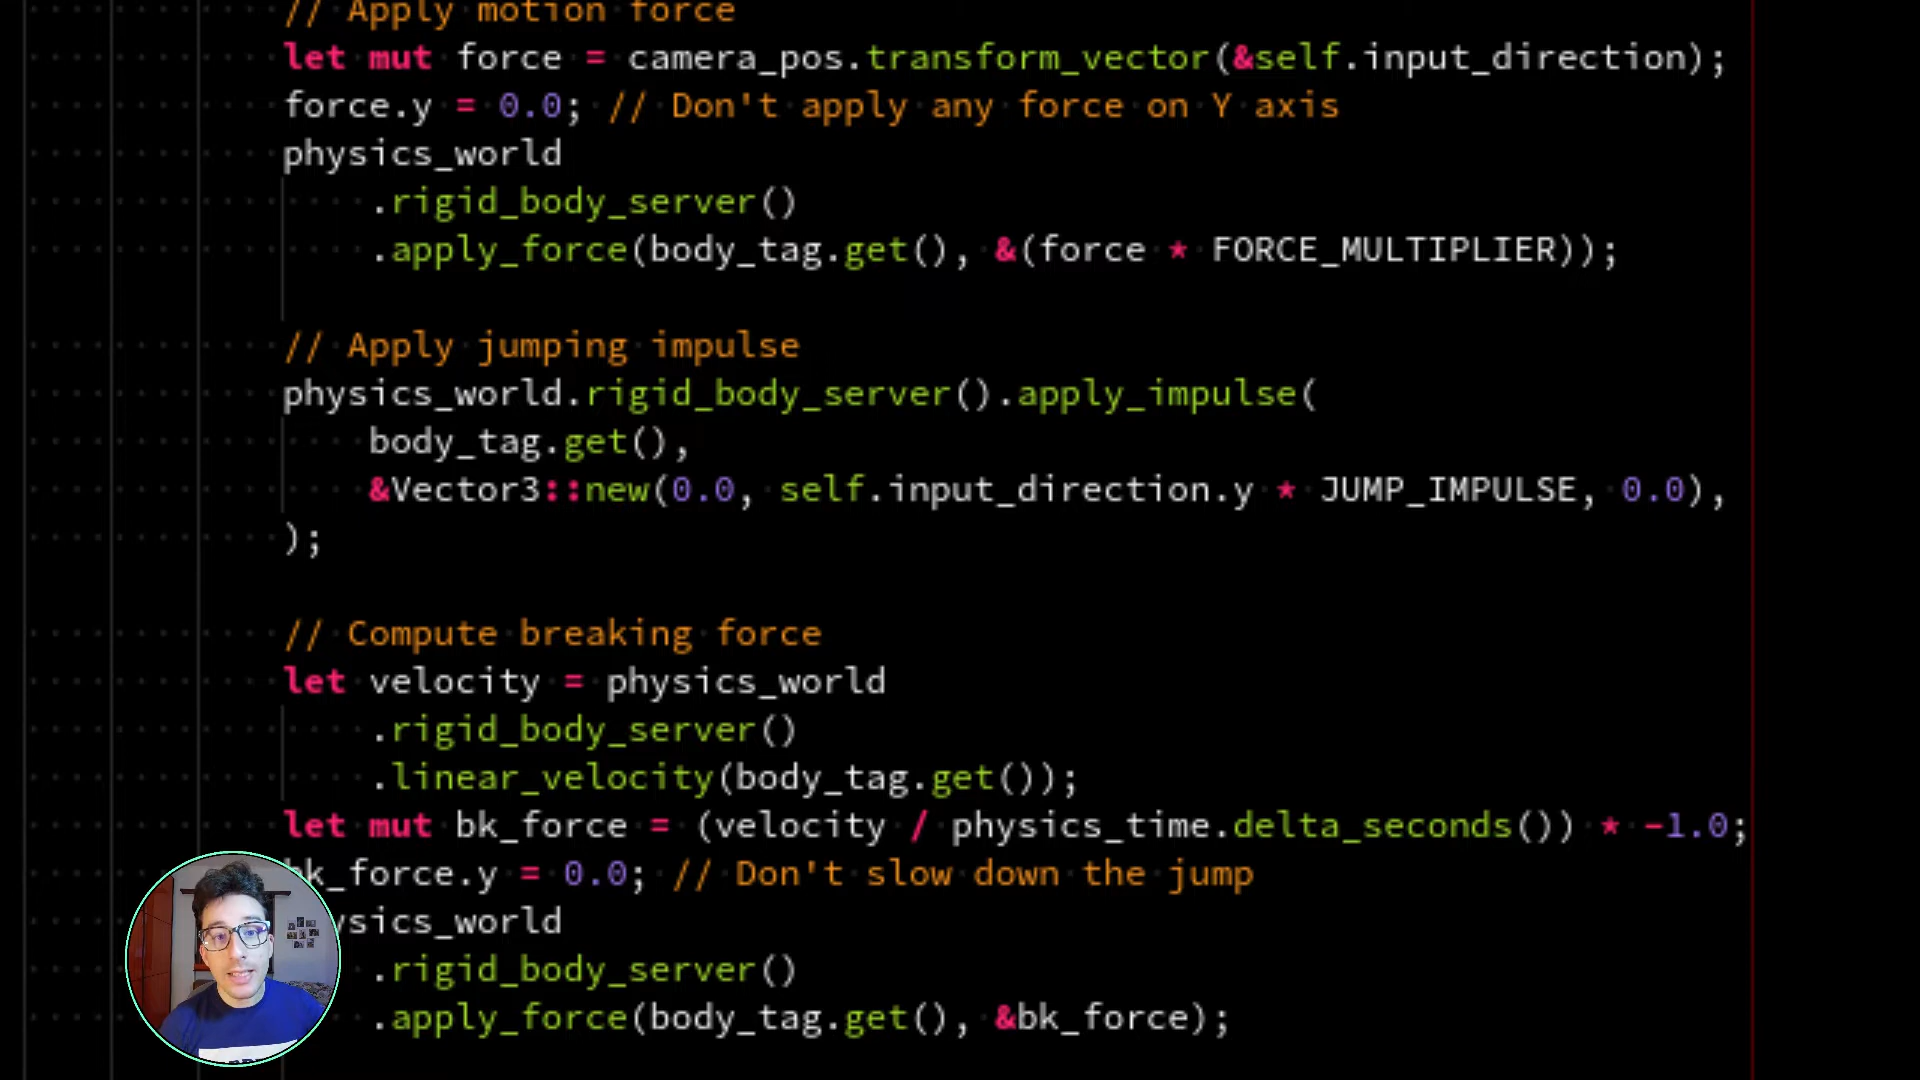 // Apply motion force
let mut force = camera_pos.transform_vector(&self.input_direction);
force.y = 0.0; // Don't apply any force on Y axis
physics_world
.rigid_body_server()
.apply_force(body_tag.get(), &(force * FORCE_MULTIPLIER));
// Apply jumping impulse
physics_world.rigid_body_server().apply_impulse(
body_tag.get(),
&Vector3::new(0.0, self.input_direction.y * JUMP_IMPULSE, 0.0),
);
// Compute breaking force
let velocity = physics_world
.rigid_body_server()
.linear_velocity(body_tag.get());
let mut bk_force = (velocity / physics_time.delta_seconds()) * -1.0;
bk_force.y = 0.0; // Don't slow down the jump
ysics_world
.rigid_body_server()
.apply_force(body_tag.get(), &bk_force);